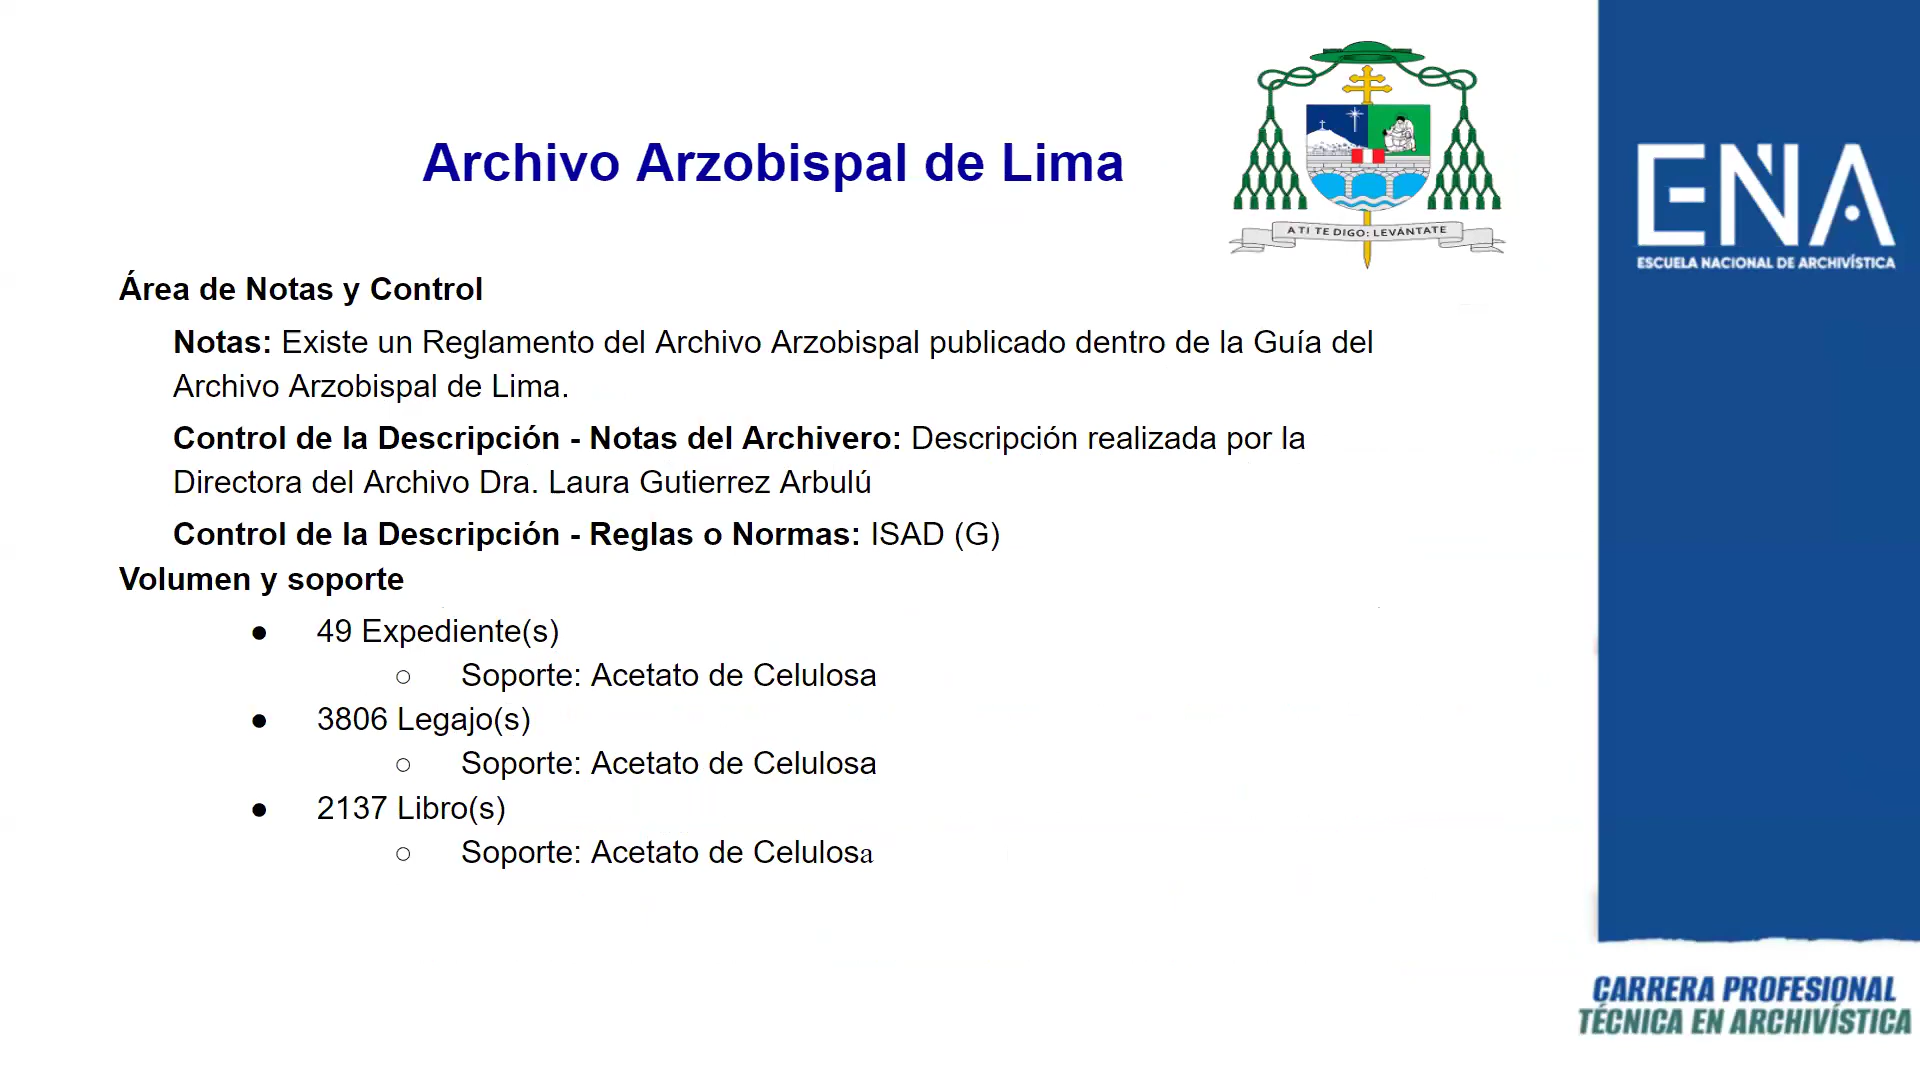 Archivo Arzobispal de Lima
A TI TE DIGO: LEVÁNTATE
ENA
ESCUELA NACIONAL DE ARCHIVÍSTICA
Área de Notas y Control
Notas: Existe un Reglamento del Archivo Arzobispal publicado dentro de la Guía del
Archivo Arzobispal de Lima.
Control de la Descripción - Notas del Archivero: Descripción realizada por la
Directora del Archivo Dra. Laura Gutierrez Arbulú
Control de la Descripción - Reglas o Normas: ISAD (G)
Volumen y soporte
● 49 Expediente(s)
○ Soporte: Acetato de Celulosa
● 3806 Legajo(s)
○ Soporte: Acetato de Celulosa
● 2137 Libro(s)
○ Soporte: Acetato de Celulosa
CARRERA PROFESIONAL
TÉCNICA EN ARCHIVÍSTICA